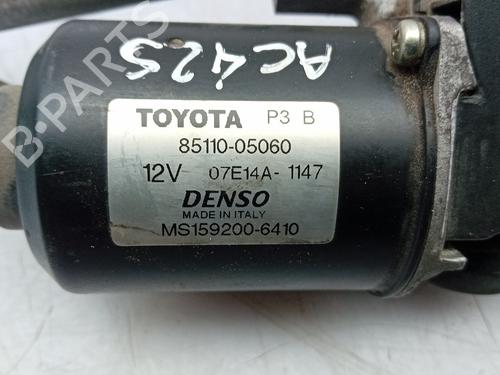 AC425
TOYOTA P3 B
85110-05060
12V 07E14A-1147
DENSO
MADE IN ITALY
MS159200-6410
B-PARTS